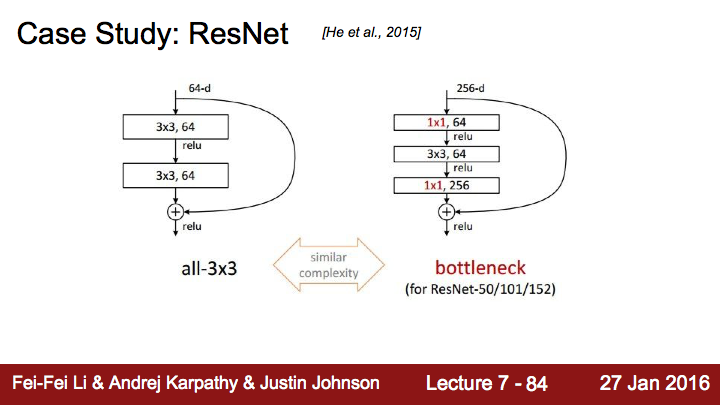 Case Study: ResNet
[He et al., 2015]
64-d
3x3, 64
relu
3x3, 64
relu
all-3x3
similar
complexity
256-d
1x1, 64
relu
3x3, 64
relu
1x1, 256
relu
bottleneck
(for ResNet-50/101/152)
Fei-Fei Li & Andrej Karpathy & Justin Johnson
Lecture 7 - 84
27 Jan 2016